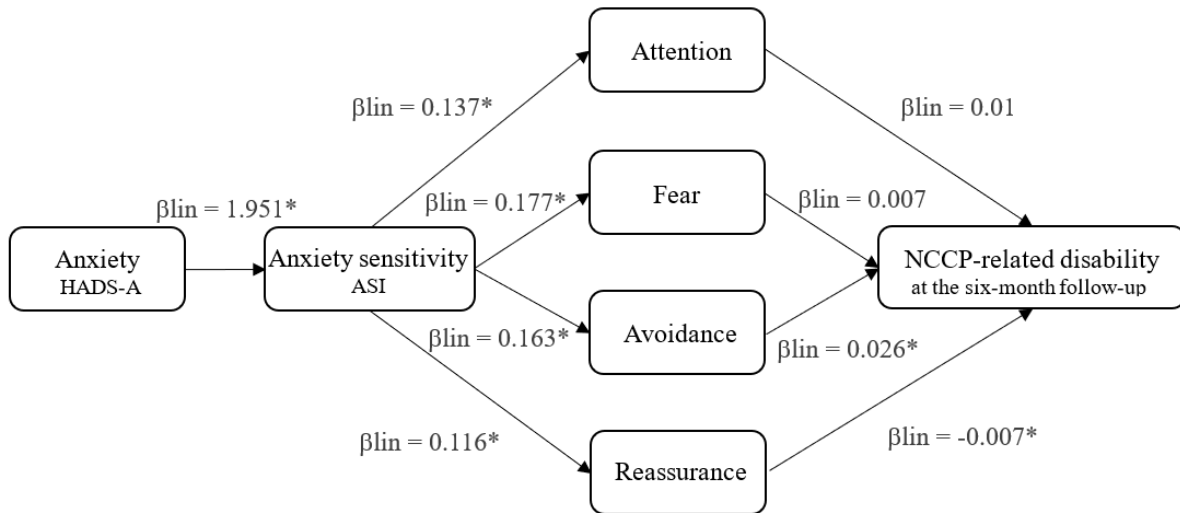 Attention
βlin = 0.137*
βlin = 0.01
Fear
βlin = 0.177*
βlin = 0.007
βlin = 1.951*
Anxiety
HADS-A
Anxiety sensitivity
ASI
NCCP-related disability
at the six-month follow-up
Avoidance
βlin = 0.163*
βlin = 0.026*
βlin = 0.116*
βlin = -0.007*
Reassurance